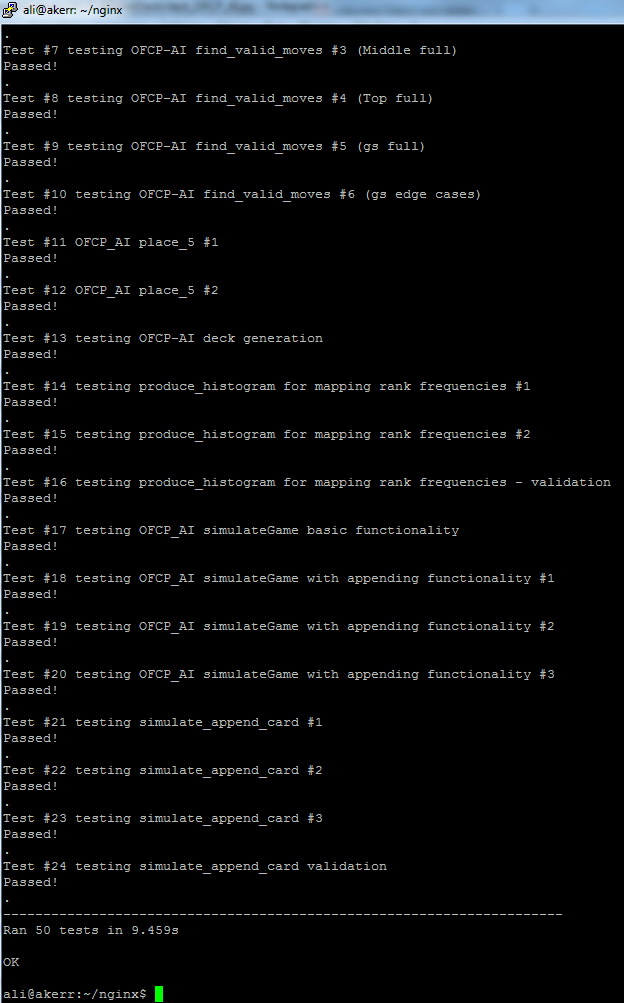 ali@akerr: ~/nginx
.
Test #7 testing OFCP-AI find_valid_moves #3 (Middle full)
Passed!
.
Test #8 testing OFCP-AI find_valid_moves #4 (Top full)
Passed!
.
Test #9 testing OFCP-AI find_valid_moves #5 (gs full)
Passed!
.
Test #10 testing OFCP-AI find_valid_moves #6 (gs edge cases)
Passed!
.
Test #11 OFCP_AI place_5 #1
Passed!
.
Test #12 OFCP_AI place_5 #2
Passed!
.
Test #13 testing OFCP-AI deck generation
Passed!
.
Test #14 testing produce_histogram for mapping rank frequencies #1
Passed!
.
Test #15 testing produce_histogram for mapping rank frequencies #2
Passed!
.
Test #16 testing produce_histogram for mapping rank frequencies - validation
Passed!
.
Test #17 testing OFCP_AI simulateGame basic functionality
Passed!
.
Test #18 testing OFCP_AI simulateGame with appending functionality #1
Passed!
.
Test #19 testing OFCP_AI simulateGame with appending functionality #2
Passed!
.
Test #20 testing OFCP_AI simulateGame with appending functionality #3
Passed!
.
Test #21 testing simulate_append_card #1
Passed!
.
Test #22 testing simulate_append_card #2
Passed!
.
Test #23 testing simulate_append_card #3
Passed!
.
Test #24 testing simulate_append_card validation
Passed!
.
----------------------------------------------------------------------
Ran 50 tests in 9.459s
OK
ali@akerr:~/nginx$